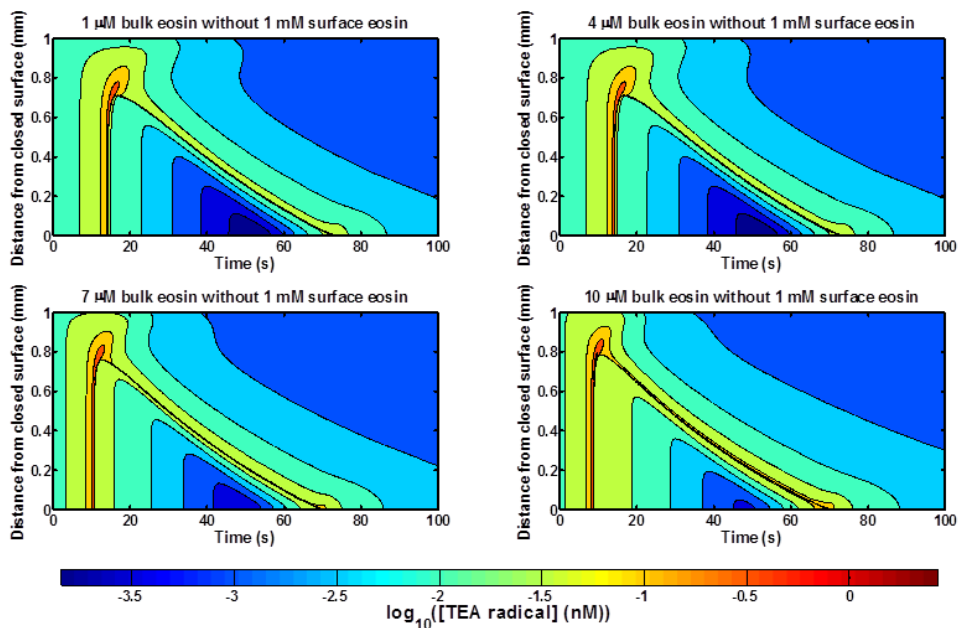 1 μM bulk eosin without 1 mM surface eosin
4 μM bulk eosin without 1 mM surface eosin
Distance from closed surface (mm)
1
0.8
0.6
0.4
0.2
0
0 20 40 60 80 100
Time (s)
Distance from closed surface (mm)
1
0.8
0.6
0.4
0.2
0
0 20 40 60 80 100
Time (s)
7 μM bulk eosin without 1 mM surface eosin
10 μM bulk eosin without 1 mM surface eosin
Distance from closed surface (mm)
1
0.8
0.6
0.4
0.2
0
0 20 40 60 80 100
Time (s)
Distance from closed surface (mm)
1
0.8
0.6
0.4
0.2
0
0 20 40 60 80 100
Time (s)
-3.5 -3 -2.5 -2 -1.5 -1 -0.5 0
log10([TEA radical] (nM))